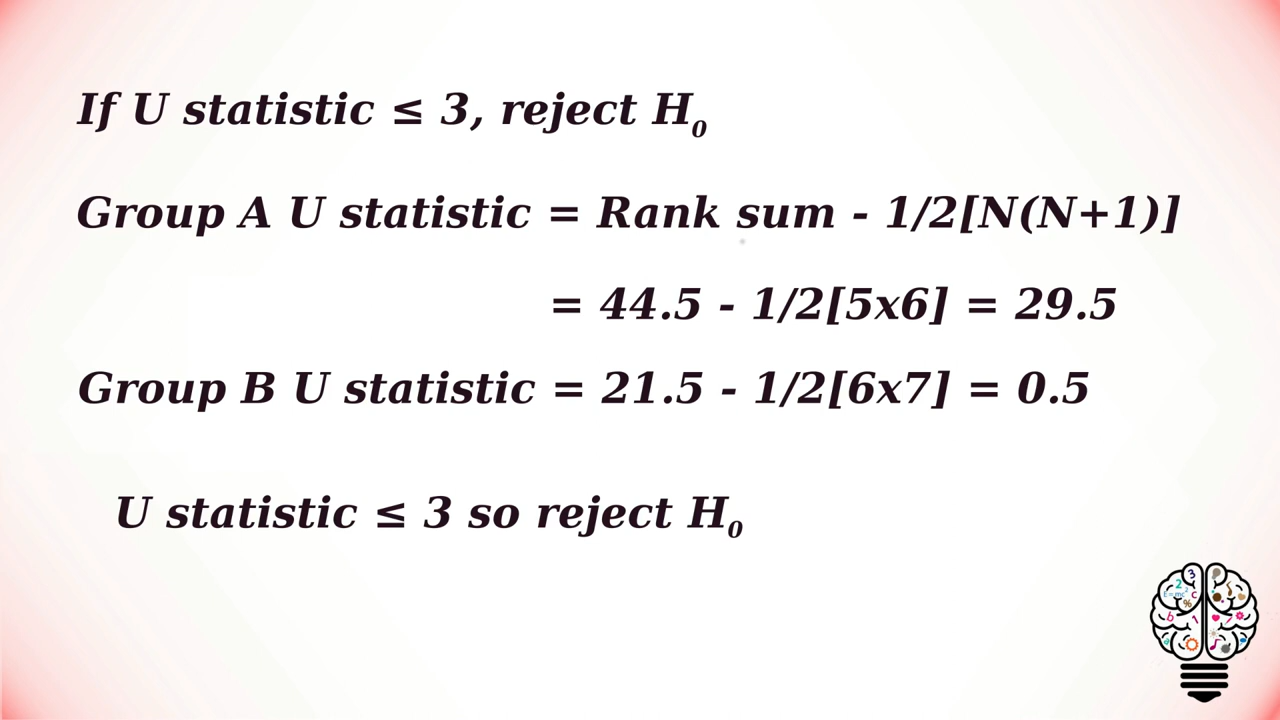 If U statistic ≤ 3, reject H₀
Group A U statistic = Rank sum - 1/2[N(N+1)]
= 44.5 - 1/2[5x6] = 29.5
Group B U statistic = 21.5 - 1/2[6x7] = 0.5
U statistic ≤ 3 so reject H₀